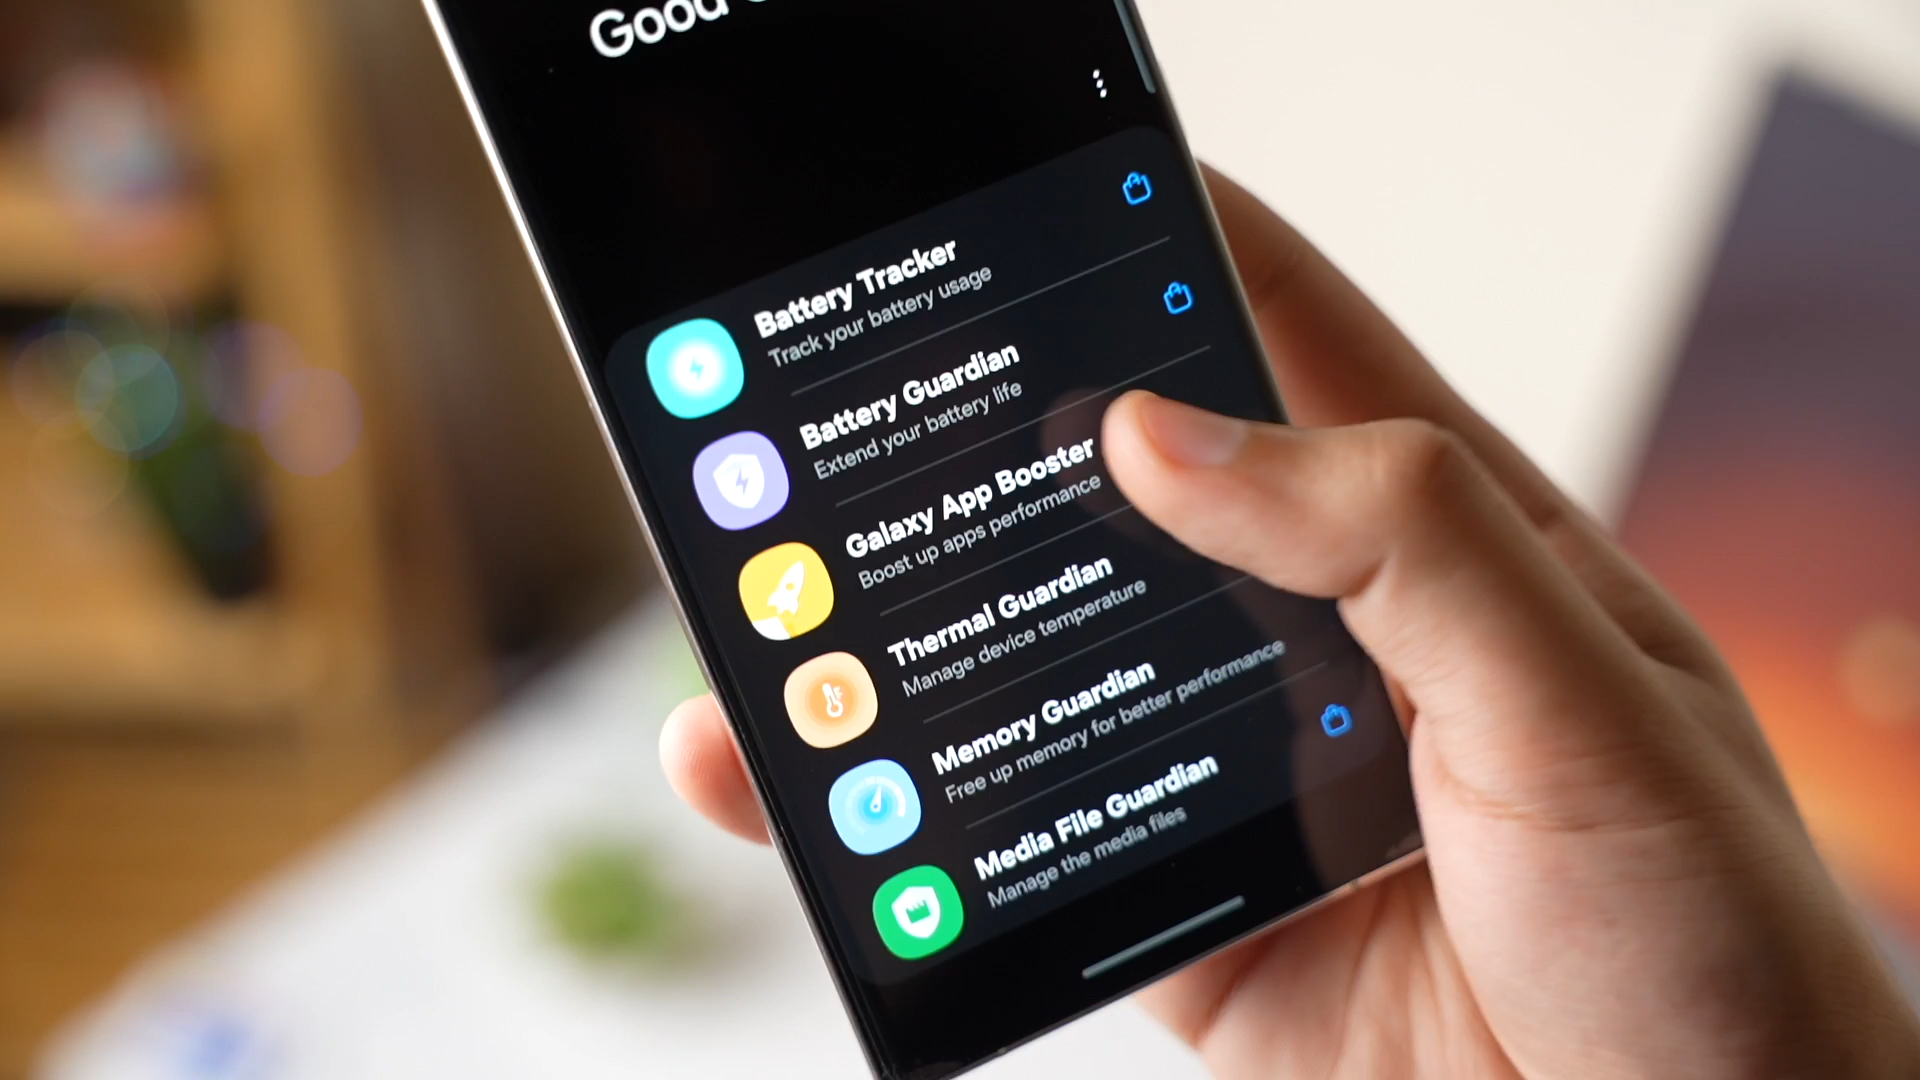 Good
Battery Tracker
Track your battery usage
Battery Guardian
Extend your battery life
Galaxy App Booster
Boost up apps performance
Thermal Guardian
Manage device temperature
Memory Guardian
Free up memory for better performance
Media File Guardian
Manage the media files